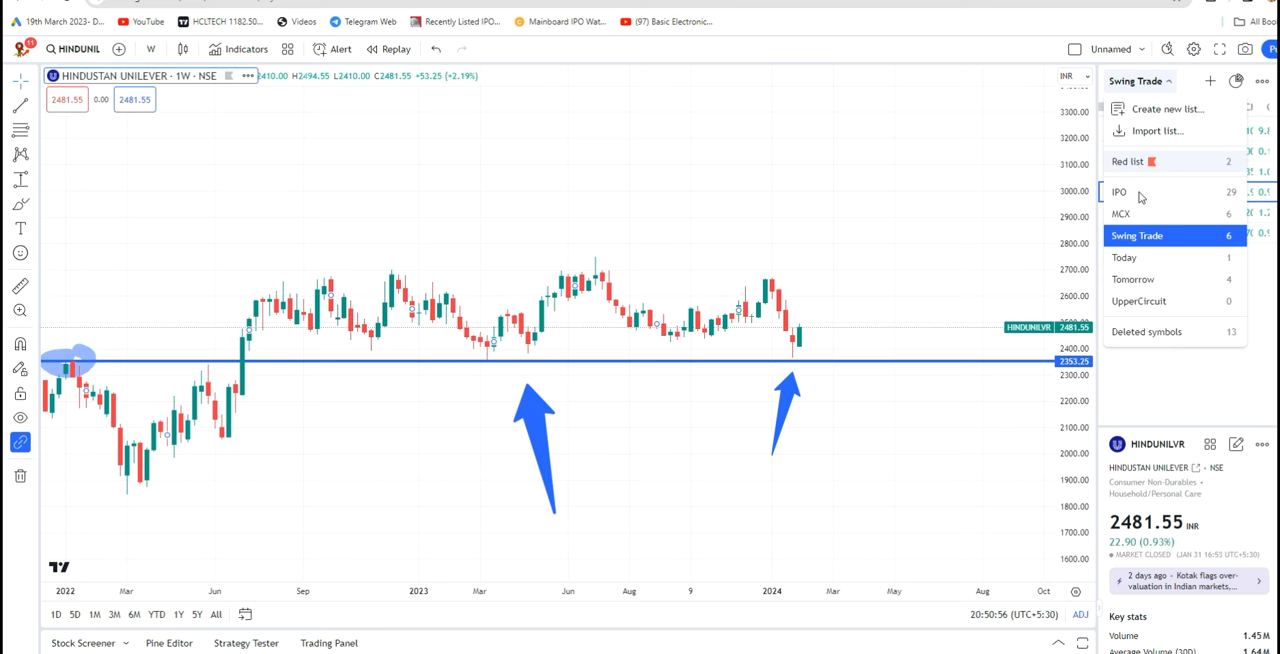 19th March 2023- D...
YouTube
HCLTECH 1182.50...
Videos
Telegram Web
Recently Listed IPO...
Mainboard IPO Wat...
(97) Basic Electronic...
All Boo
11
HINDUNIL
W
Indicators
Alert
Replay
Unnamed
HINDUSTAN UNILEVER · 1W · NSE
2410.00 H2494.55 L2410.00 C2481.55 +53.25 (+2.19%)
2481.55
0.00
2481.55
INR
3300.00
3200.00
3100.00
3000.00
2900.00
2800.00
2700.00
2600.00
HINDUNILVR 2481.55
2400.00
2353.25
2300.00
2200.00
2100.00
2000.00
1900.00
1800.00
1700.00
1600.00
2022
Mar
Jun
Sep
2023
Mar
Jun
Aug
9
2024
Mar
May
Aug
Oct
1D 5D 1M 3M 6M YTD 1Y 5Y All
20:50:56 (UTC+5:30)
ADJ
Stock Screener
Pine Editor
Strategy Tester
Trading Panel
Swing Trade
Create new list...
Import list...
Red list 2
IPO 29
MCX 6
Swing Trade 6
Today 1
Tomorrow 4
UpperCircuit 0
Deleted symbols 13
HINDUNILVR
HINDUSTAN UNILEVER · NSE
Consumer Non-Durables •
Household/Personal Care
2481.55 INR
22.90 (0.93%)
MARKET CLOSED (JAN 31 16:53 UTC+5:30)
2 days ago • Kotak flags over-
valuation in Indian markets,...
Key stats
Volume 1.45M
Average Volume (30D) 1.64M